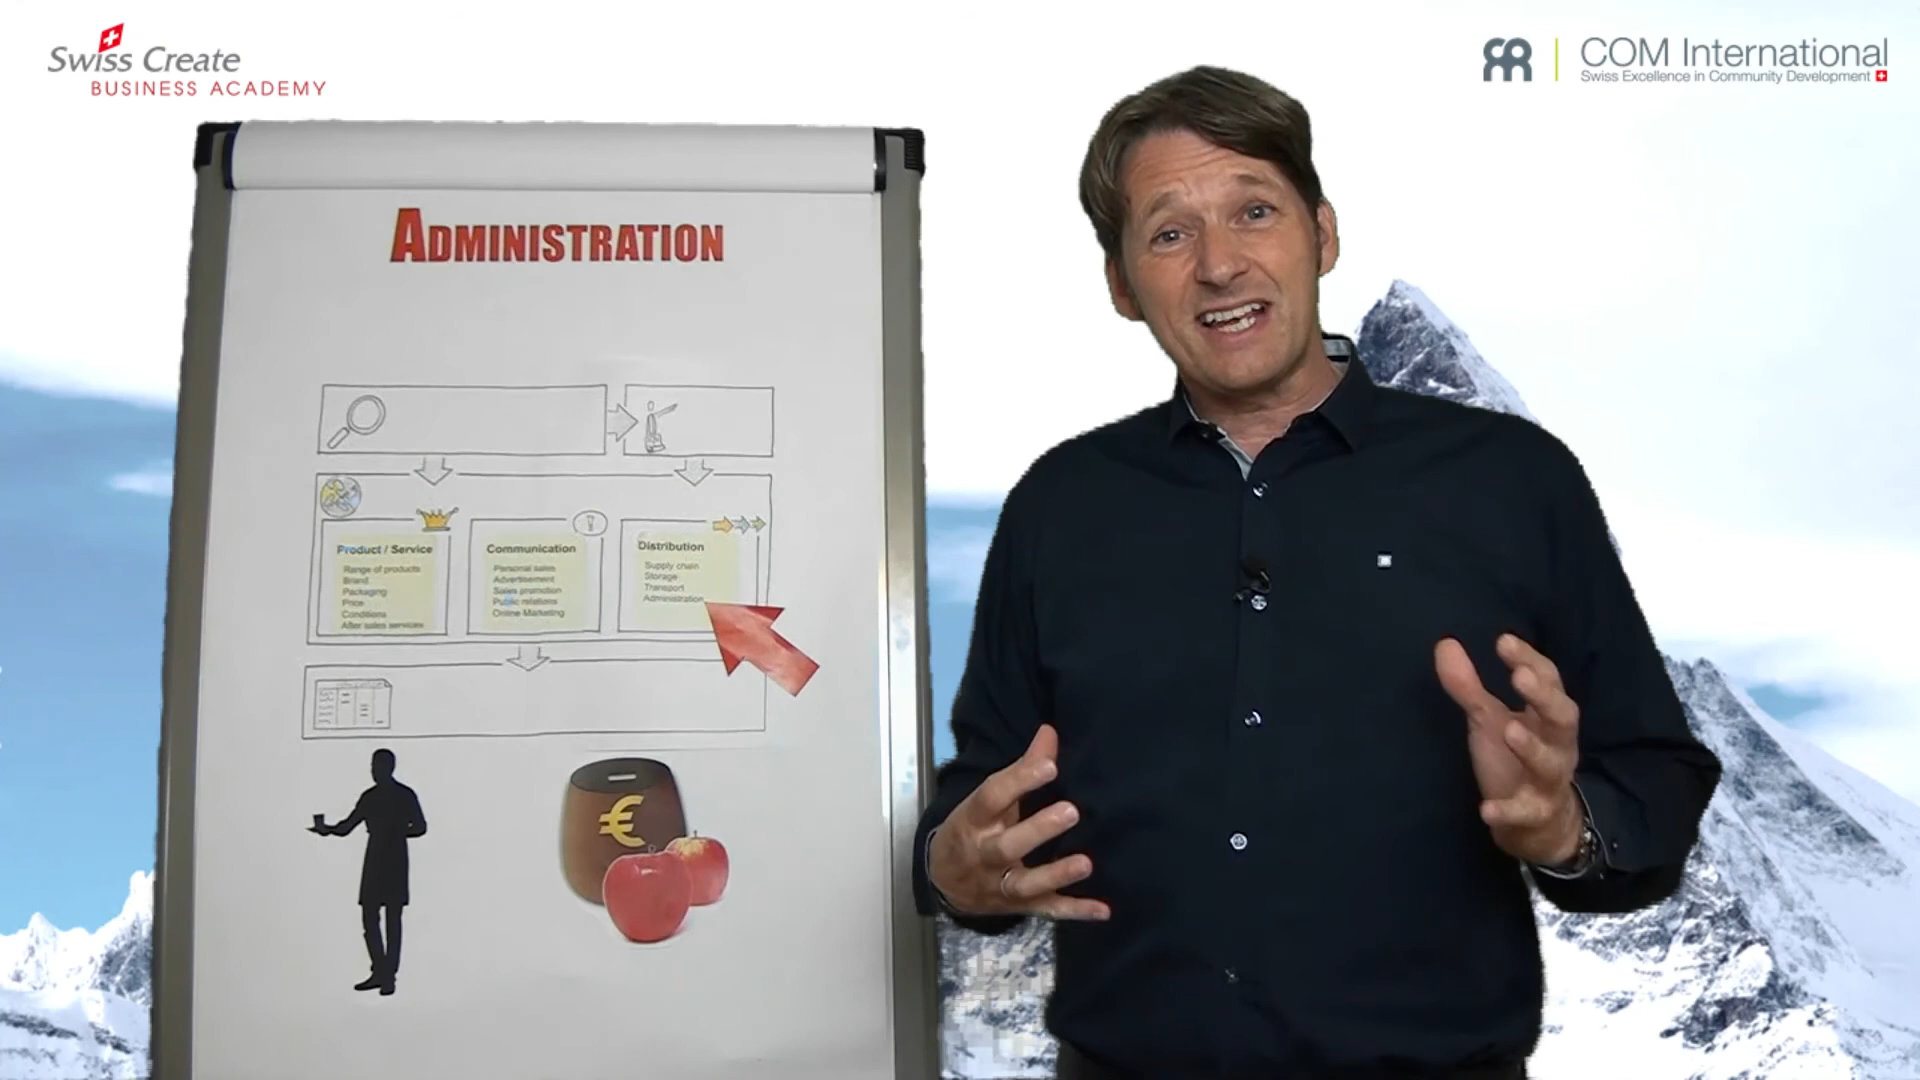 Swiss Create
BUSINESS ACADEMY
COM International
Swiss Excellence in Community Development
ADMINISTRATION
Product / Service
Range of products
Brand
Packaging
Price
Conditions
After sales services
Communication
Personal sales
Advertisement
Sales promotion
Public relations
Online Marketing
Distribution
Supply chain
Storage
Transport
Administration
€